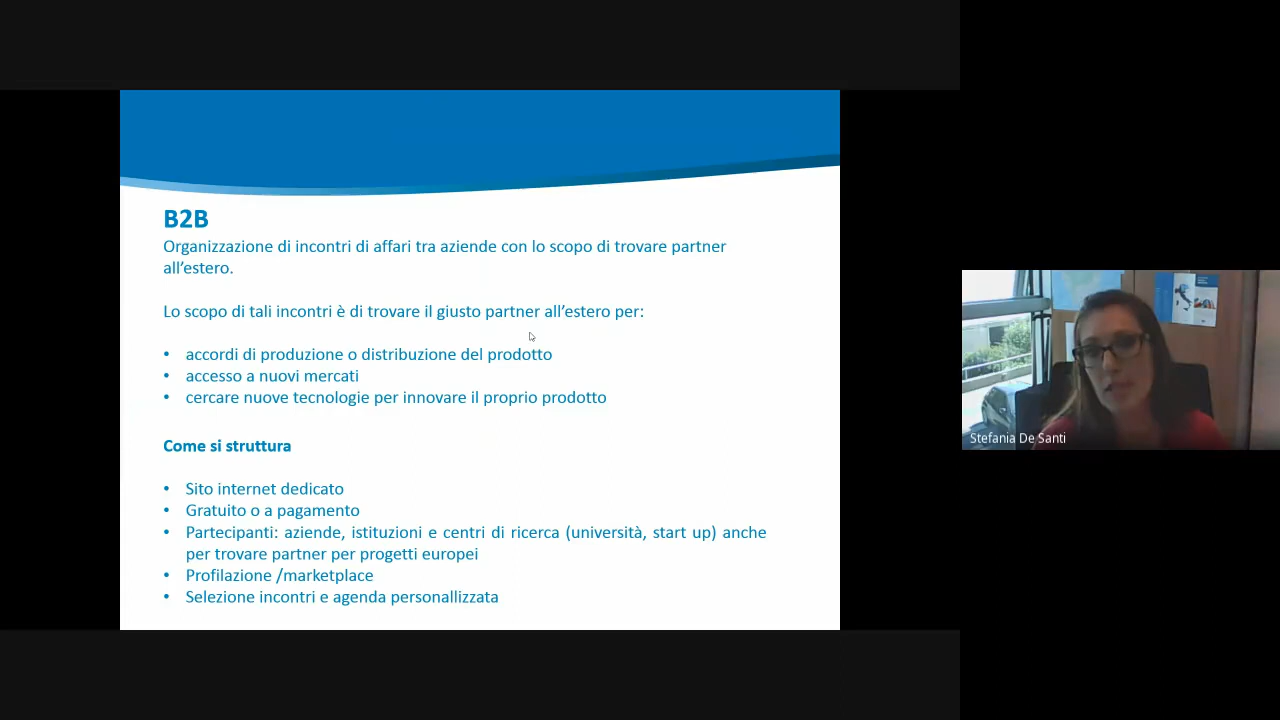 B2B
Organizzazione di incontri di affari tra aziende con lo scopo di trovare partner
all'estero.
Lo scopo di tali incontri è di trovare il giusto partner all'estero per:
• accordi di produzione o distribuzione del prodotto
• accesso a nuovi mercati
• cercare nuove tecnologie per innovare il proprio prodotto
Come si struttura
• Sito internet dedicato
• Gratuito o a pagamento
• Partecipanti: aziende, istituzioni e centri di ricerca (università, start up) anche
per trovare partner per progetti europei
• Profilazione /marketplace
• Selezione incontri e agenda personallizzata
Stefania De Santi